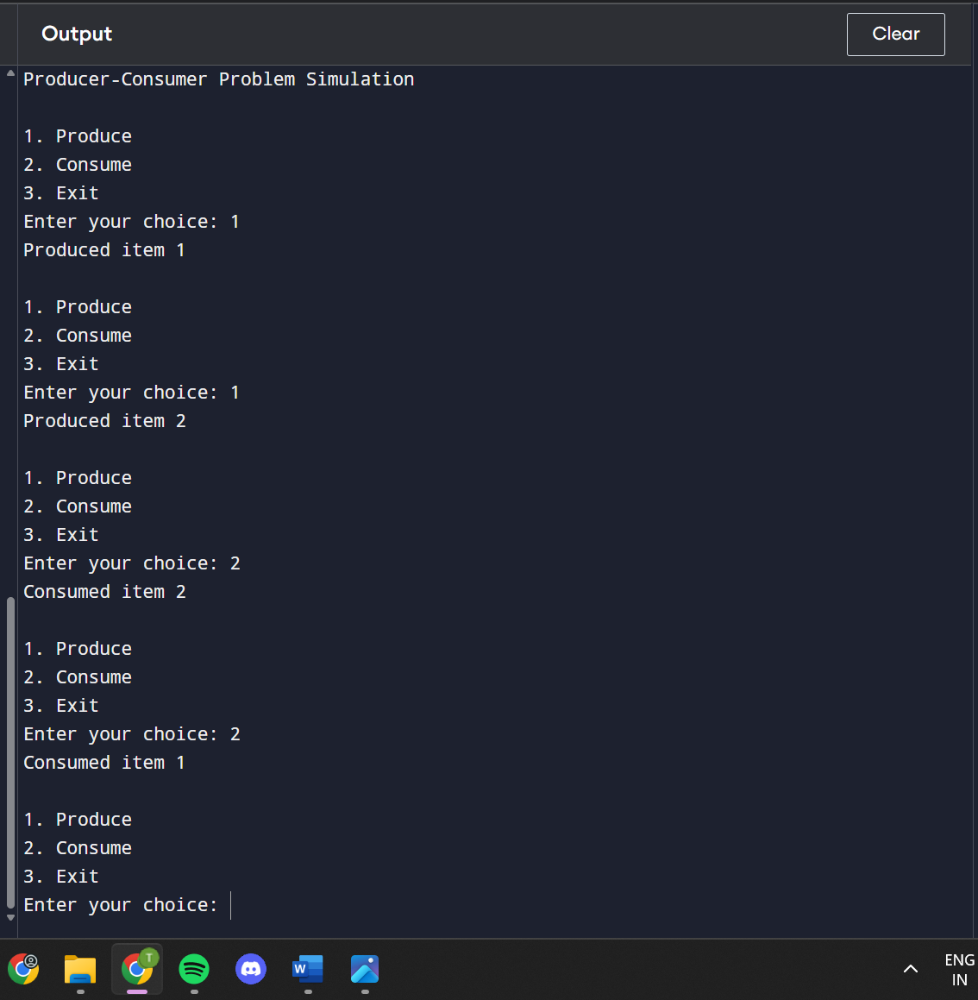 Output
Clear
Producer-Consumer Problem Simulation
1. Produce
2. Consume
3. Exit
Enter your choice: 1
Produced item 1
1. Produce
2. Consume
3. Exit
Enter your choice: 1
Produced item 2
1. Produce
2. Consume
3. Exit
Enter your choice: 2
Consumed item 2
1. Produce
2. Consume
3. Exit
Enter your choice: 2
Consumed item 1
1. Produce
2. Consume
3. Exit
Enter your choice:
T
W
ENG
IN